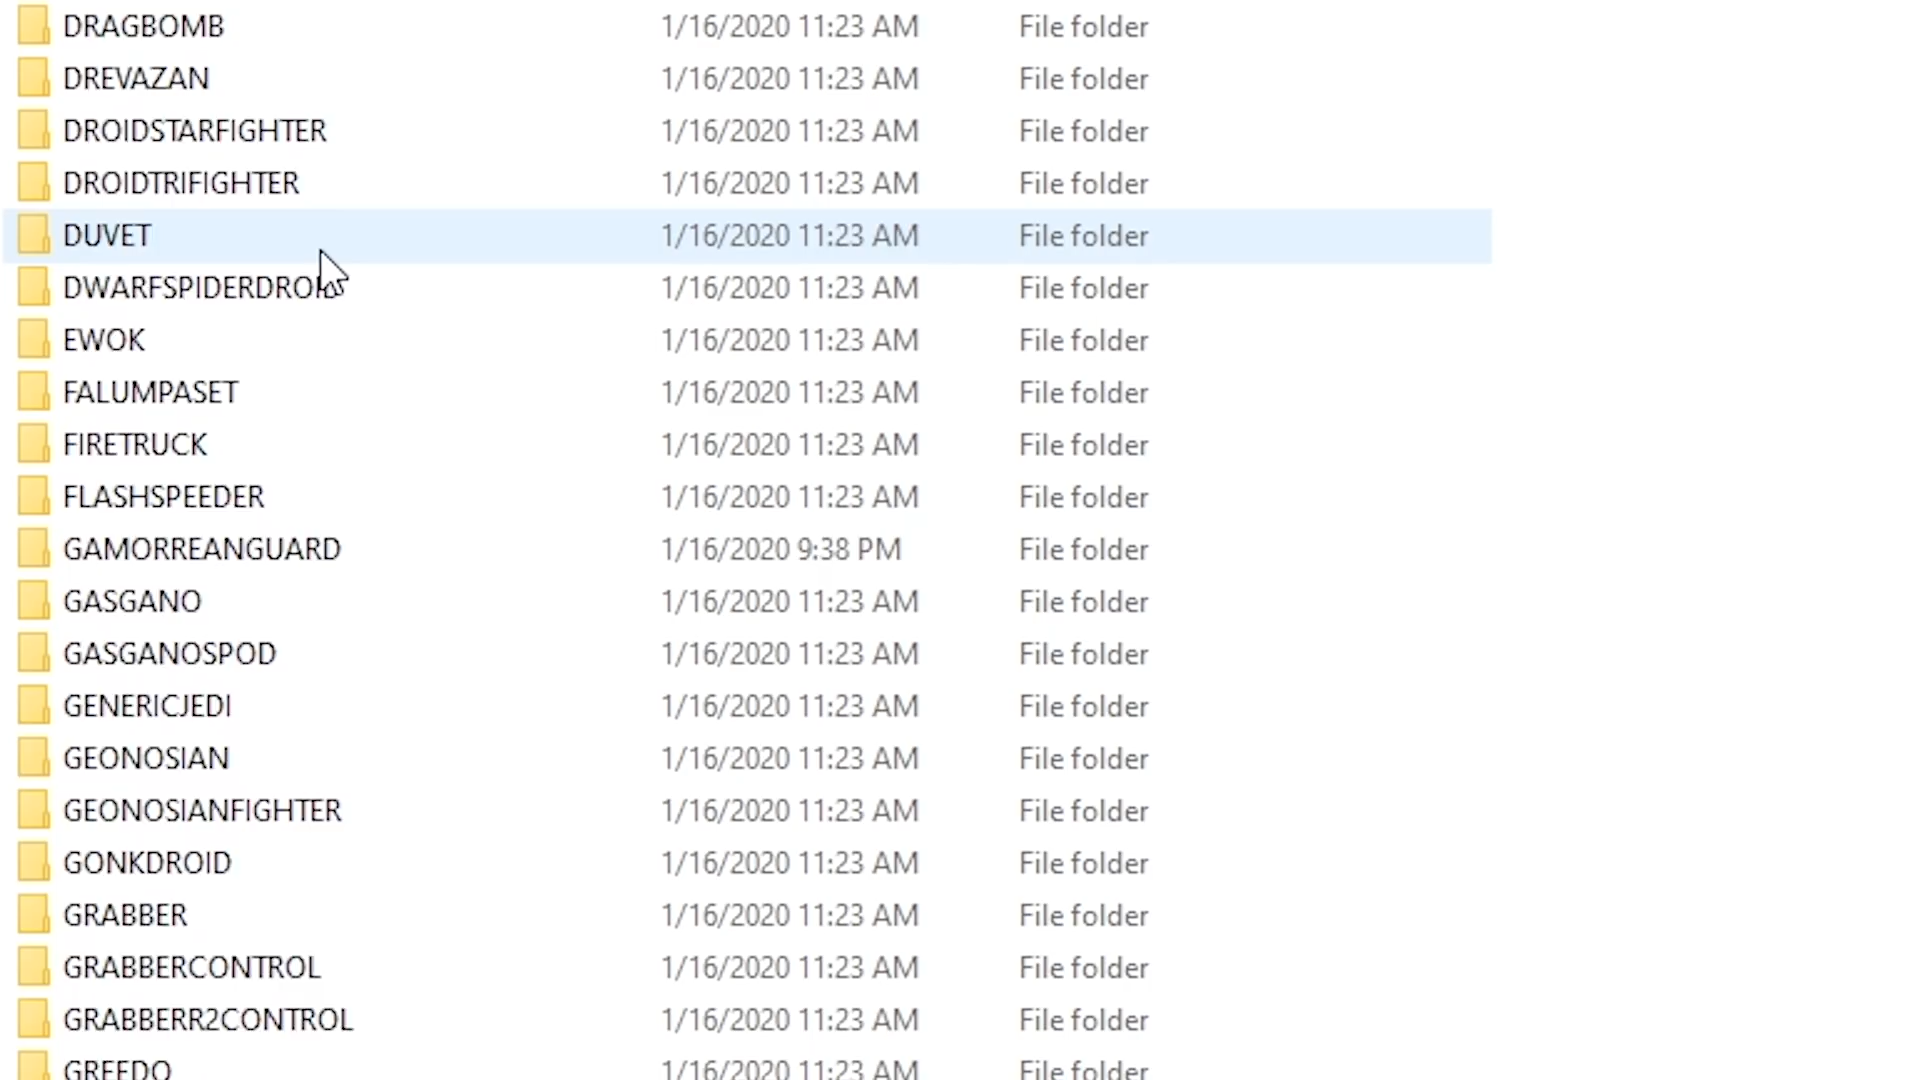 DRAGBOMB 1/16/2020 11:23 AM File folder
DREVAZAN 1/16/2020 11:23 AM File folder
DROIDSTARFIGHTER 1/16/2020 11:23 AM File folder
DROIDTRIFIGHTER 1/16/2020 11:23 AM File folder
DUVET 1/16/2020 11:23 AM File folder
DWARFSPIDERDROID 1/16/2020 11:23 AM File folder
EWOK 1/16/2020 11:23 AM File folder
FALUMPASET 1/16/2020 11:23 AM File folder
FIRETRUCK 1/16/2020 11:23 AM File folder
FLASHSPEEDER 1/16/2020 11:23 AM File folder
GAMORREANGUARD 1/16/2020 9:38 PM File folder
GASGANO 1/16/2020 11:23 AM File folder
GASGANOSPOD 1/16/2020 11:23 AM File folder
GENERICJEDI 1/16/2020 11:23 AM File folder
GEONOSIAN 1/16/2020 11:23 AM File folder
GEONOSIANFIGHTER 1/16/2020 11:23 AM File folder
GONKDROID 1/16/2020 11:23 AM File folder
GRABBER 1/16/2020 11:23 AM File folder
GRABBERCONTROL 1/16/2020 11:23 AM File folder
GRABBERR2CONTROL 1/16/2020 11:23 AM File folder
GREEDO 1/16/2020 11:23 AM File folder